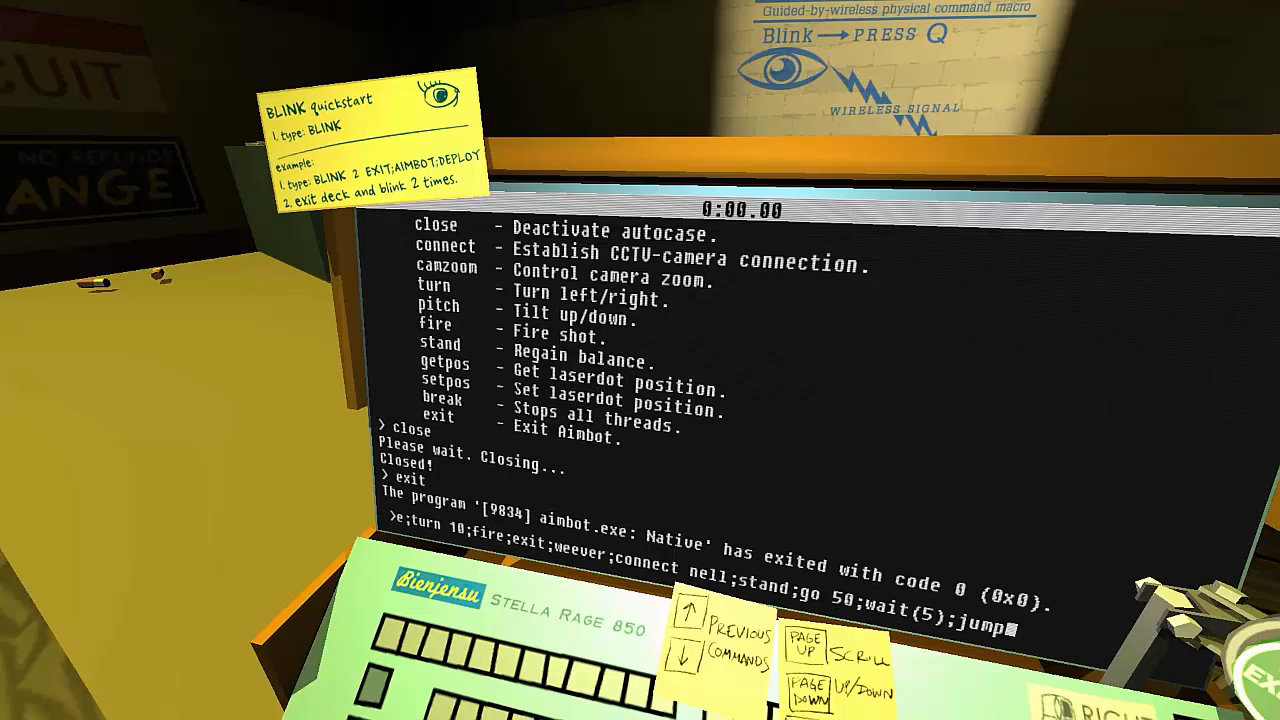 Guided-by-wireless physical command macro
Blink → PRESS Q
WIRELESS SIGNAL
BLINK quickstart
1. type: BLINK
example:
1. type: BLINK 2 EXIT;AIMBOT;DEPLOY
2. exit deck and blink 2 times.
NO REFUNDS
ANGE
0:00.00
close - Deactivate autocase.
connect - Establish CCTV-camera connection.
camzoom - Control camera zoom.
turn - Turn left/right.
pitch - Tilt up/down.
fire - Fire shot.
stand - Regain balance.
getpos - Get laserdot position.
setpos - Set laserdot position.
break - Stops all threads.
exit - Exit Aimbot.
> close
Please wait. Closing...
Closed!
> exit
The program '[9834] aimbot.exe: Native' has exited with code 0 (0x0).
>e;turn 10;fire;exit;weever;connect nell;stand;go 50;wait(5);jump
Bienjensu
STELLA RAGE 850
↑ PREVIOUS
↓ COMMANDS
PAGE UP SCROLL
PAGE DOWN UP/DOWN
RIGHT
EX